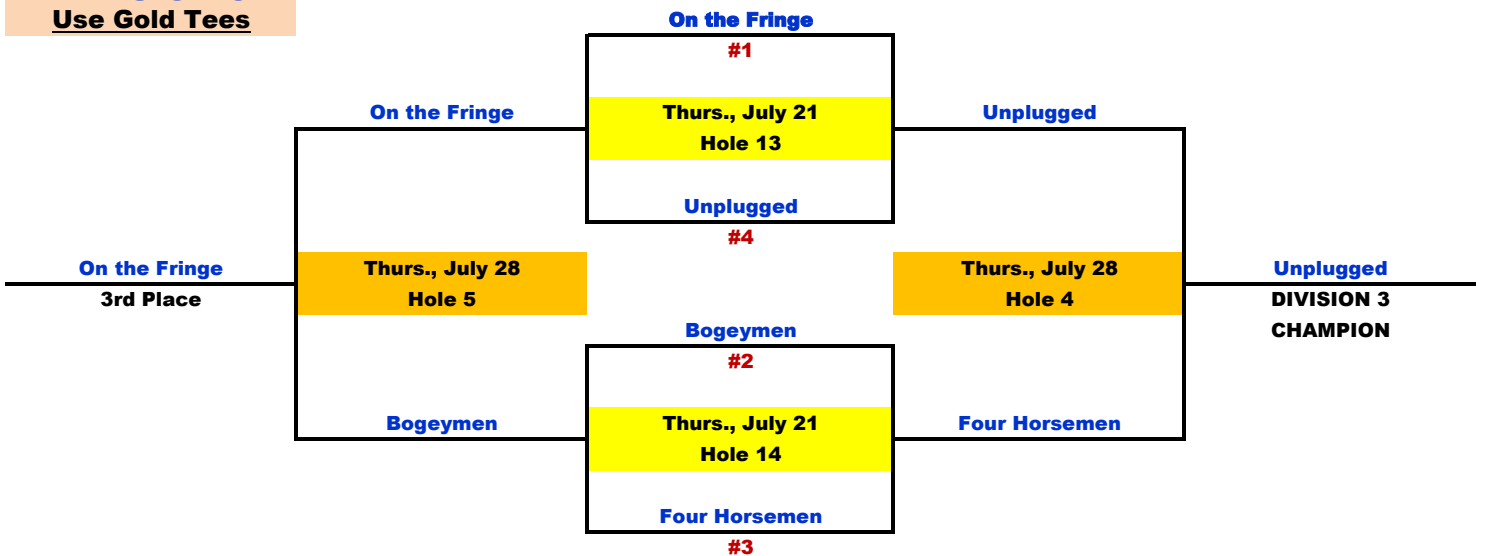 Use Gold Tees
On the Fringe
#1
On the Fringe
Thurs., July 21
Unplugged
Hole 13
Unplugged
#4
On the Fringe
Thurs., July 28
Thurs., July 28
Unplugged
3rd Place
Hole 5
Hole 4
DIVISION 3
CHAMPION
Bogeymen
#2
Bogeymen
Thurs., July 21
Four Horsemen
Hole 14
Four Horsemen
#3